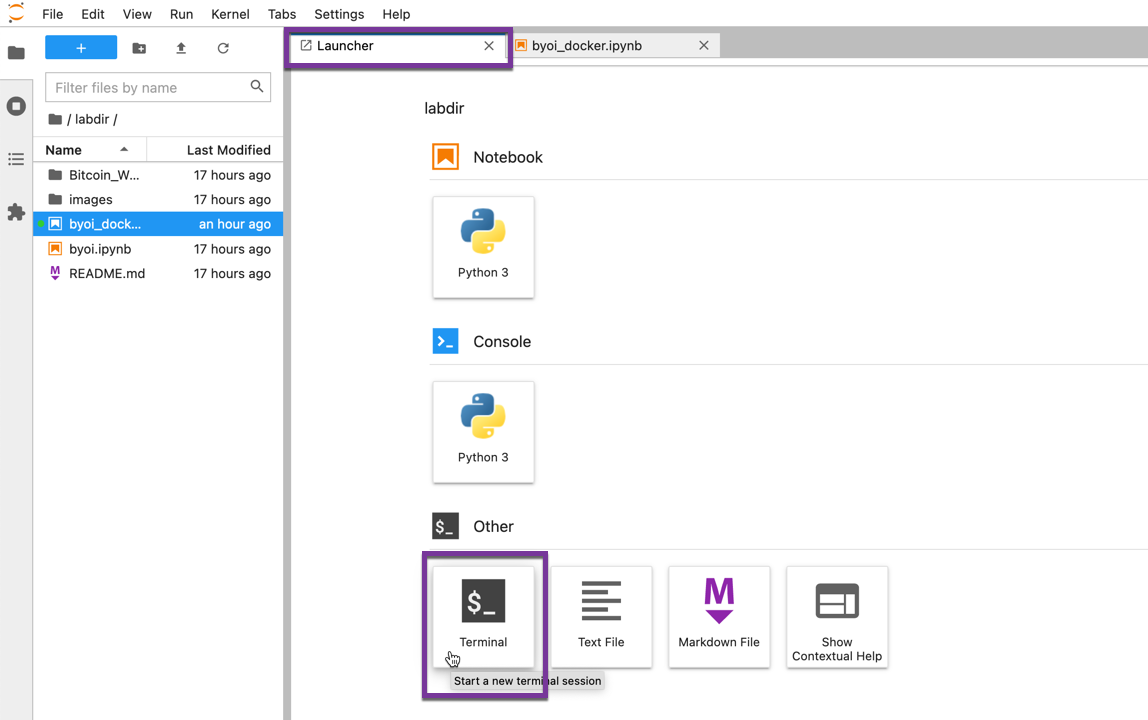 File Edit View Run Kernel Tabs Settings Help
+
Launcher
byoi_docker.ipynb
Filter files by name
/ labdir /
Name Last Modified
Bitcoin_W... 17 hours ago
images 17 hours ago
byoi_dock... an hour ago
byoi.ipynb 17 hours ago
M README.md 17 hours ago
labdir
Notebook
Python 3
>_ Console
Python 3
$_ Other
$_
Terminal
Text File
M
Markdown File
Show
Contextual Help
Start a new terminal session